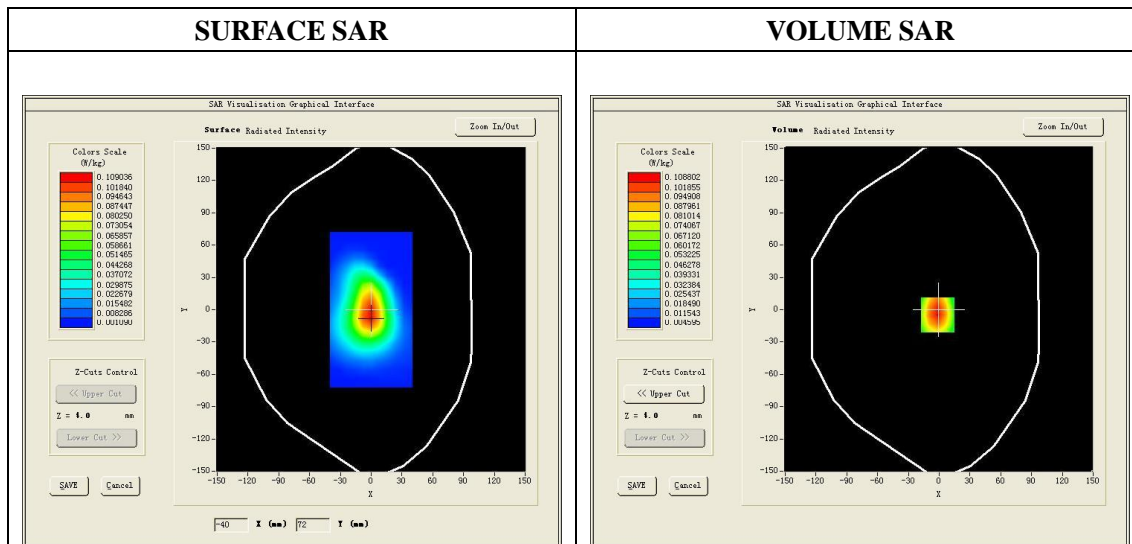 SURFACE SAR
VOLUME SAR
SAR Visualisation Graphical Interface
Surface Radiated Intensity
Zoom In/Out
Colors Scale
(W/kg)
0.109036
0.101840
0.094643
0.087447
0.080250
0.073054
0.065857
0.058661
0.051465
0.044268
0.037072
0.029875
0.022679
0.015482
0.008286
0.001090
150
120
90
60
30
0
-30
-60
-90
-120
-150
Y
-150 -120 -90 -60 -30 0 30 60 90 120 150
X
Z-Cuts Control
<< Upper Cut
Z = 4.0 mm
Lower Cut >>
SAVE Cancel
-40 X (mm) 72 Y (mm)
SAR Visualisation Graphical Interface
Volume Radiated Intensity
Zoom In/Out
Colors Scale
(W/kg)
0.108802
0.101855
0.094908
0.087961
0.081014
0.074067
0.067120
0.060172
0.053225
0.046278
0.039331
0.032384
0.025437
0.018490
0.011543
0.004595
150
120
90
60
30
0
-30
-60
-90
-120
-150
Y
-150 -120 -90 -60 -30 0 30 60 90 120 150
X
Z-Cuts Control
<< Upper Cut
Z = 4.0 mm
Lower Cut >>
SAVE Cancel